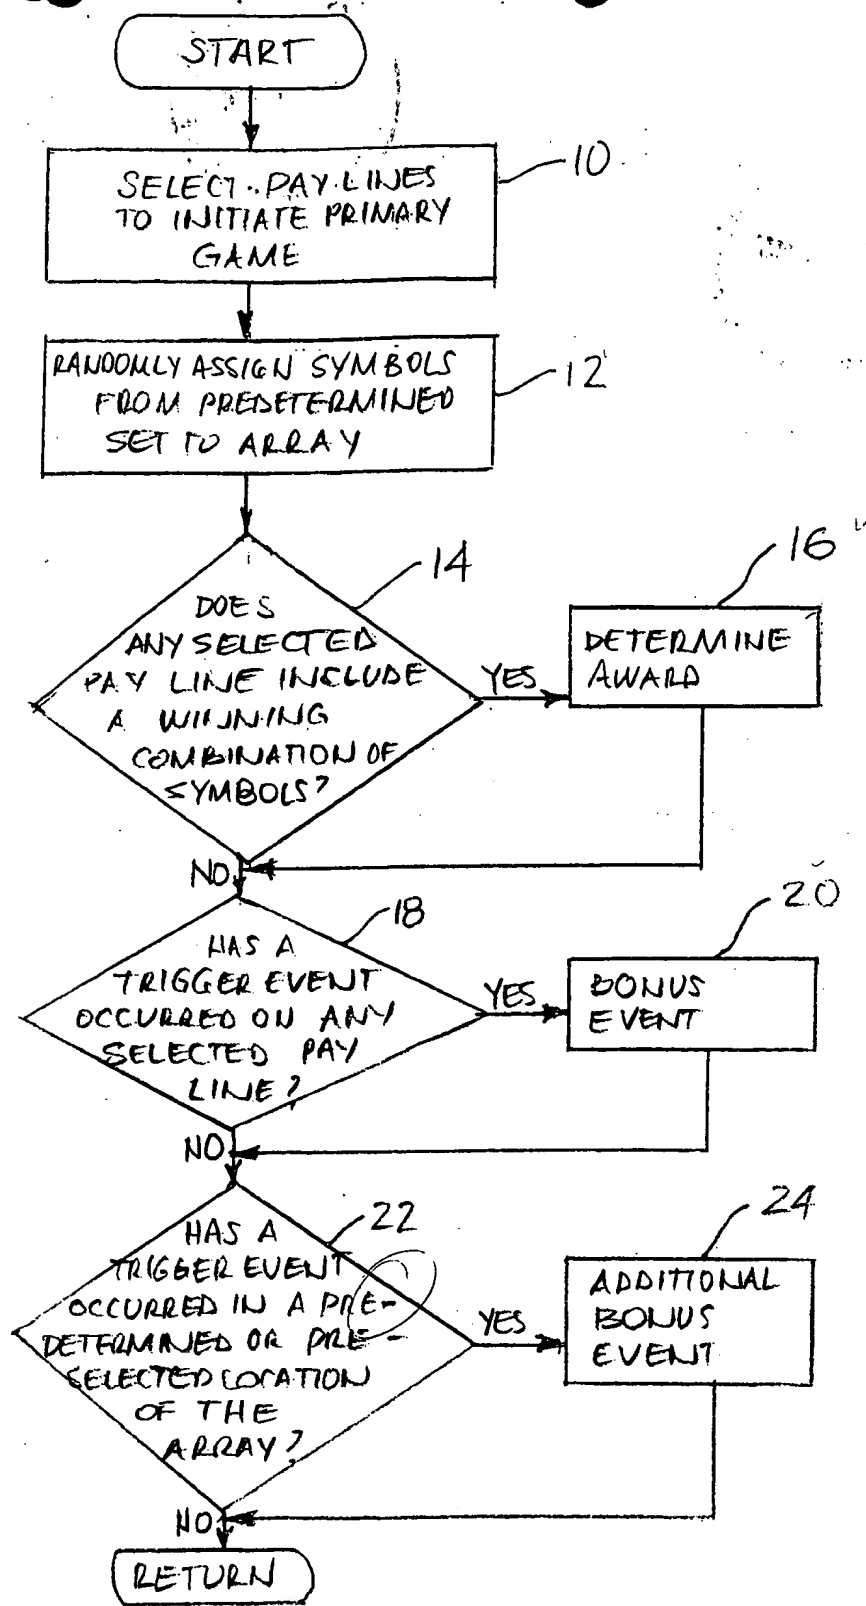 START
10
SELECT PAY LINES
TO INITIATE PRIMARY
GAME
12
RANDOMLY ASSIGN SYMBOLS
FROM PREDETERMINED
SET TO ARRAY
14
DOES
ANY SELECTED
PAY LINE INCLUDE
A WINNING
COMBINATION OF
SYMBOLS?
YES
16
DETERMINE
AWARD
NO
18
HAS A
TRIGGER EVENT
OCCURRED ON ANY
SELECTED PAY
LINE?
YES
20
BONUS
EVENT
NO
22
HAS A
TRIGGER EVENT
OCCURRED IN A PRE-
DETERMINED OR PRE-
SELECTED LOCATION
OF THE
ARRAY?
YES
24
ADDITIONAL
BONUS
EVENT
NO
RETURN